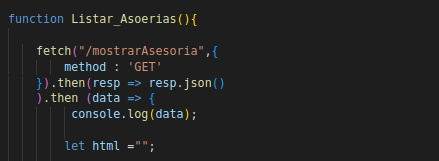 function Listar_Asoerias(){
fetch("/mostrarAsesoria",{
method : 'GET'
}).then(resp => resp.json()
).then (data => {
console.log(data);
let html ="";